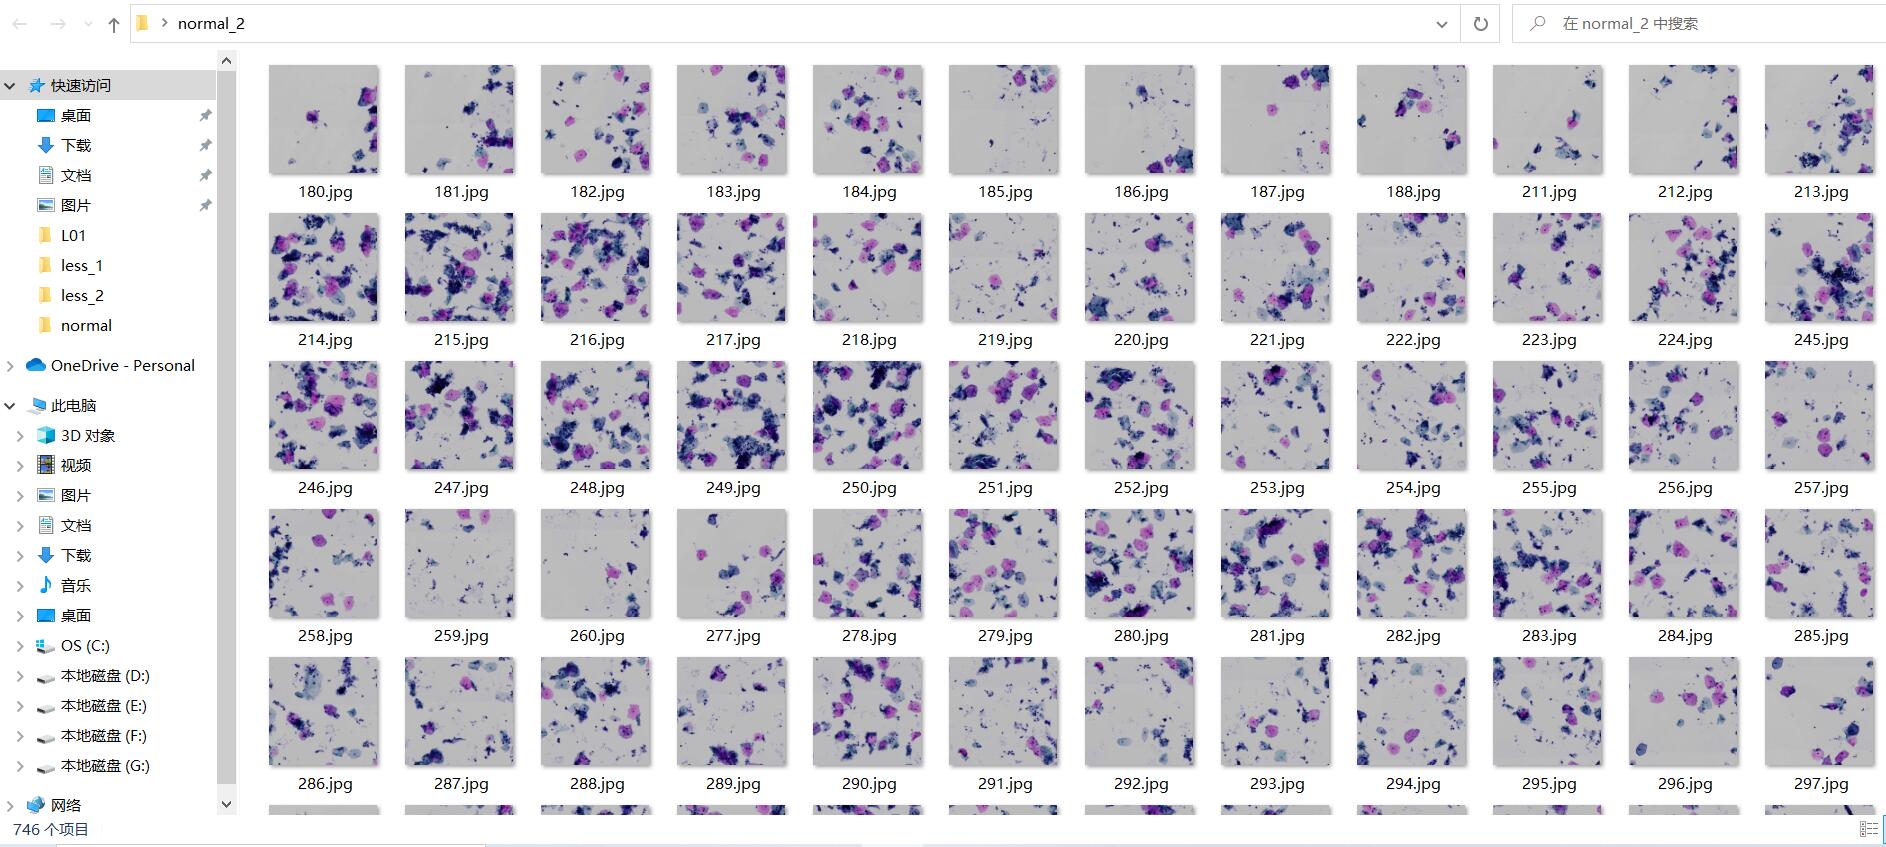 normal_2
在 normal_2 中搜索
快速访问
桌面
下载
文档
图片
L01
less_1
less_2
normal
OneDrive - Personal
此电脑
3D 对象
视频
图片
文档
下载
音乐
桌面
OS (C:)
本地磁盘 (D:)
本地磁盘 (E:)
本地磁盘 (F:)
本地磁盘 (G:)
网络
180.jpg 181.jpg 182.jpg 183.jpg 184.jpg 185.jpg 186.jpg 187.jpg 188.jpg 211.jpg 212.jpg 213.jpg
214.jpg 215.jpg 216.jpg 217.jpg 218.jpg 219.jpg 220.jpg 221.jpg 222.jpg 223.jpg 224.jpg 245.jpg
246.jpg 247.jpg 248.jpg 249.jpg 250.jpg 251.jpg 252.jpg 253.jpg 254.jpg 255.jpg 256.jpg 257.jpg
258.jpg 259.jpg 260.jpg 277.jpg 278.jpg 279.jpg 280.jpg 281.jpg 282.jpg 283.jpg 284.jpg 285.jpg
286.jpg 287.jpg 288.jpg 289.jpg 290.jpg 291.jpg 292.jpg 293.jpg 294.jpg 295.jpg 296.jpg 297.jpg
746 个项目